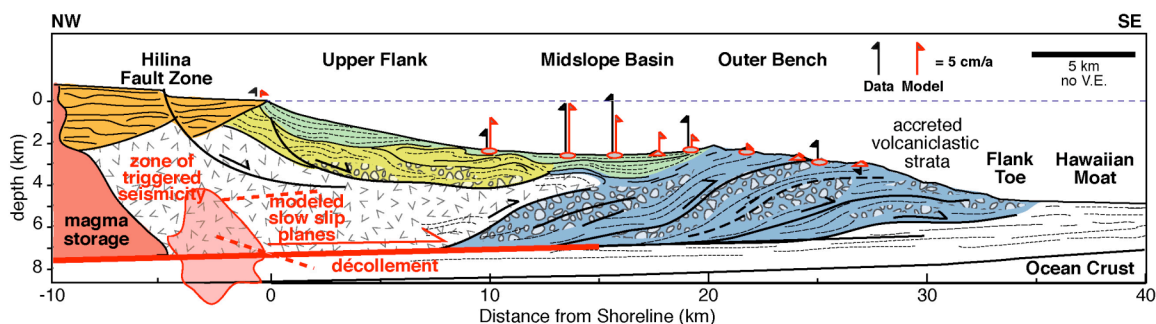 NW
SE
Hilina
Fault Zone
Upper Flank
Midslope Basin
Outer Bench
= 5 cm/a
Data Model
5 km
no V.E.
0
2
4
6
8
depth (km)
zone of
triggered
seismicity
modeled
slow slip
planes
magma
storage
décollement
accreted
volcaniclastic
strata
Flank
Toe
Hawaiian
Moat
Ocean Crust
-10
0
10
20
30
40
Distance from Shoreline (km)